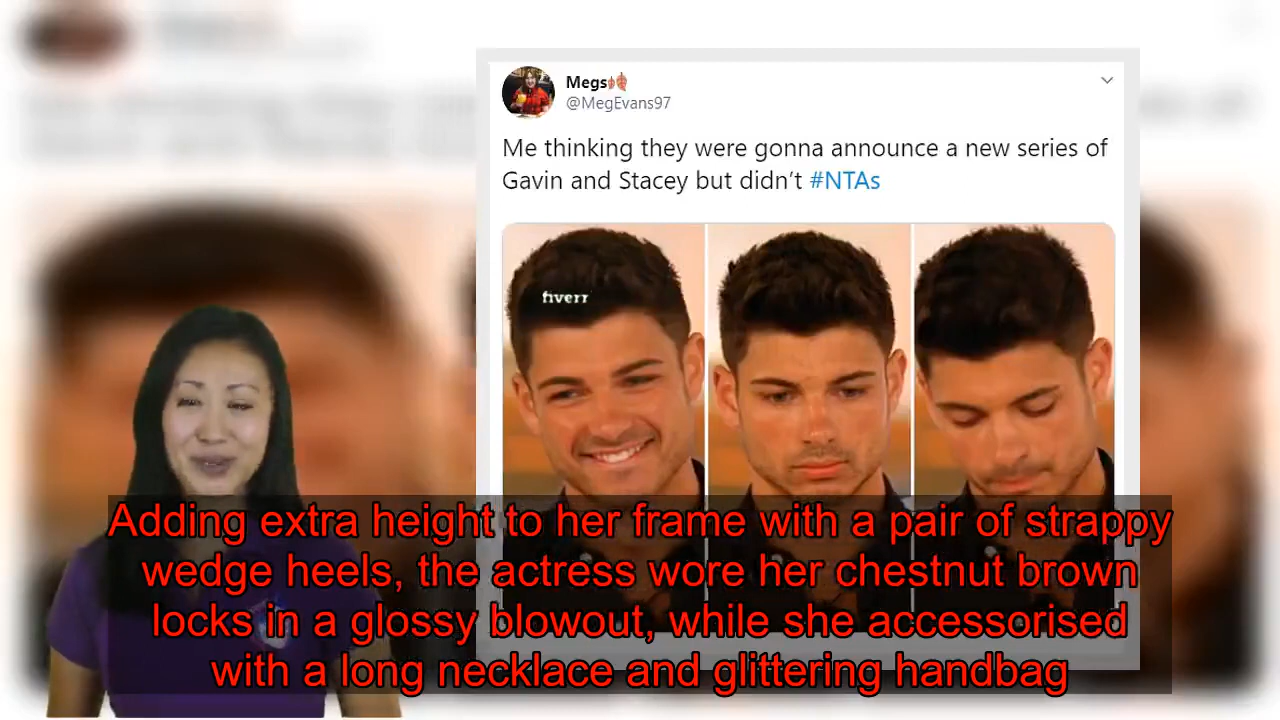 Megs
@MegEvans97
Me thinking they were gonna announce a new series of
Gavin and Stacey but didn’t #NTAs
fiverr
Adding extra height to her frame with a pair of strappy
wedge heels, the actress wore her chestnut brown
locks in a glossy blowout, while she accessorised
with a long necklace and glittering handbag